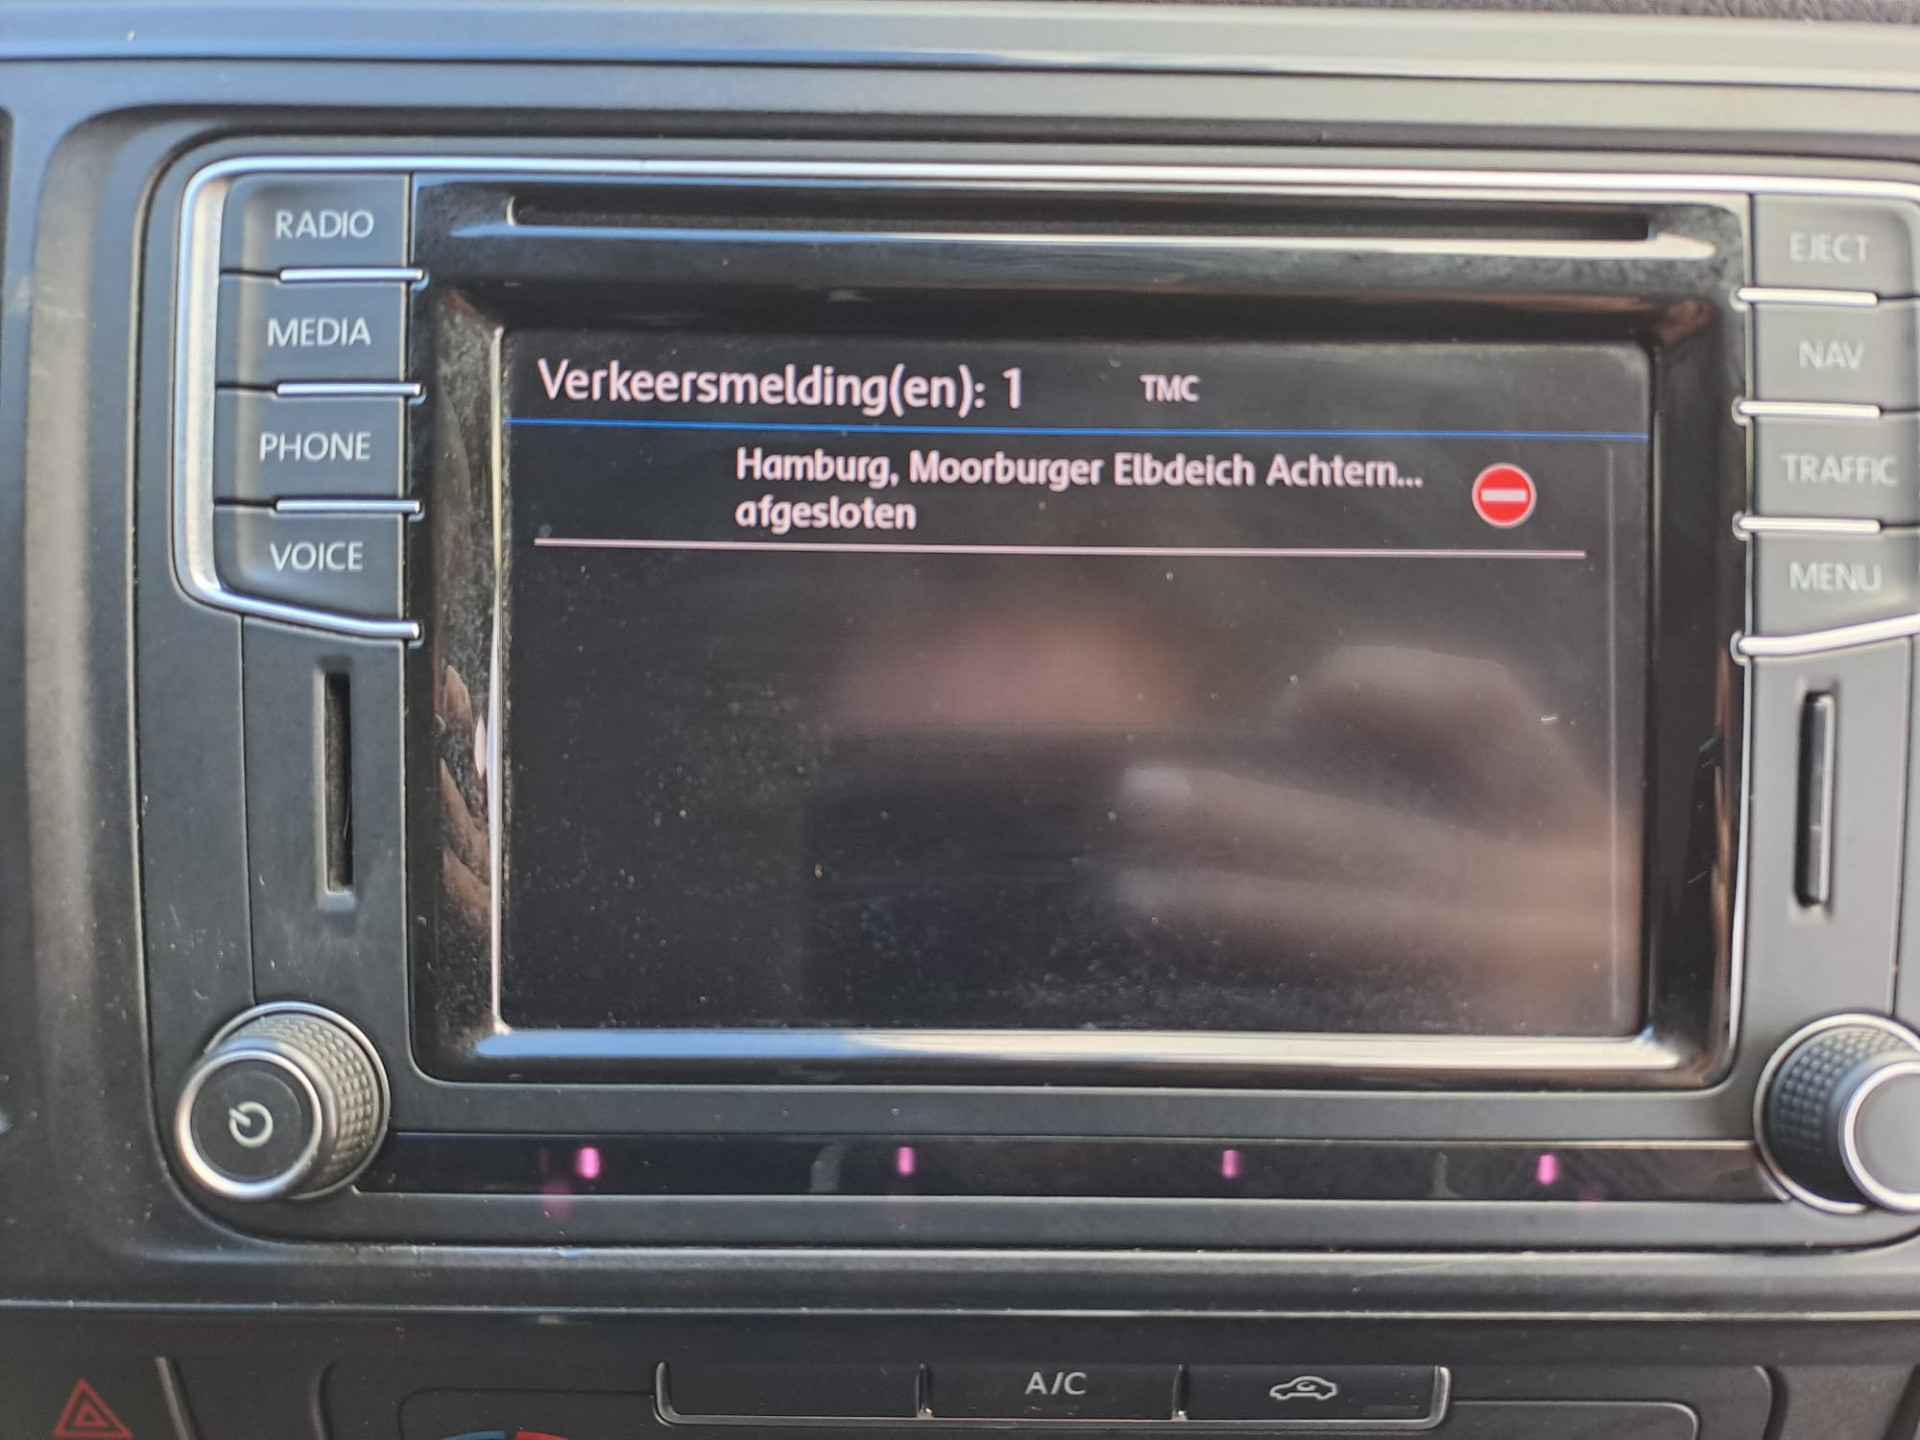 RADIO
MEDIA
PHONE
VOICE
EJECT
NAV
TRAFFIC
MENU
Verkeersmelding(en): 1 TMC
Hamburg, Moorburger Elbdeich Achtern...
afgesloten
A/C